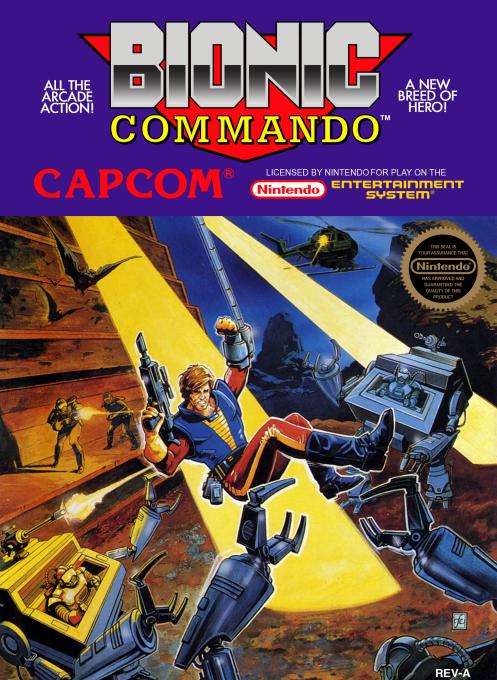 BIONIC
COMMANDO™
ALL THE
ARCADE
ACTION!
A NEW
BREED OF
HERO!
CAPCOM®
LICENSED BY NINTENDO FOR PLAY ON THE
Nintendo ENTERTAINMENT
SYSTEM®
THIS SEAL IS
YOUR ASSURANCE THAT
Nintendo
HAS APPROVED AND
GUARANTEED THE
QUALITY OF THIS
PRODUCT
REV-A